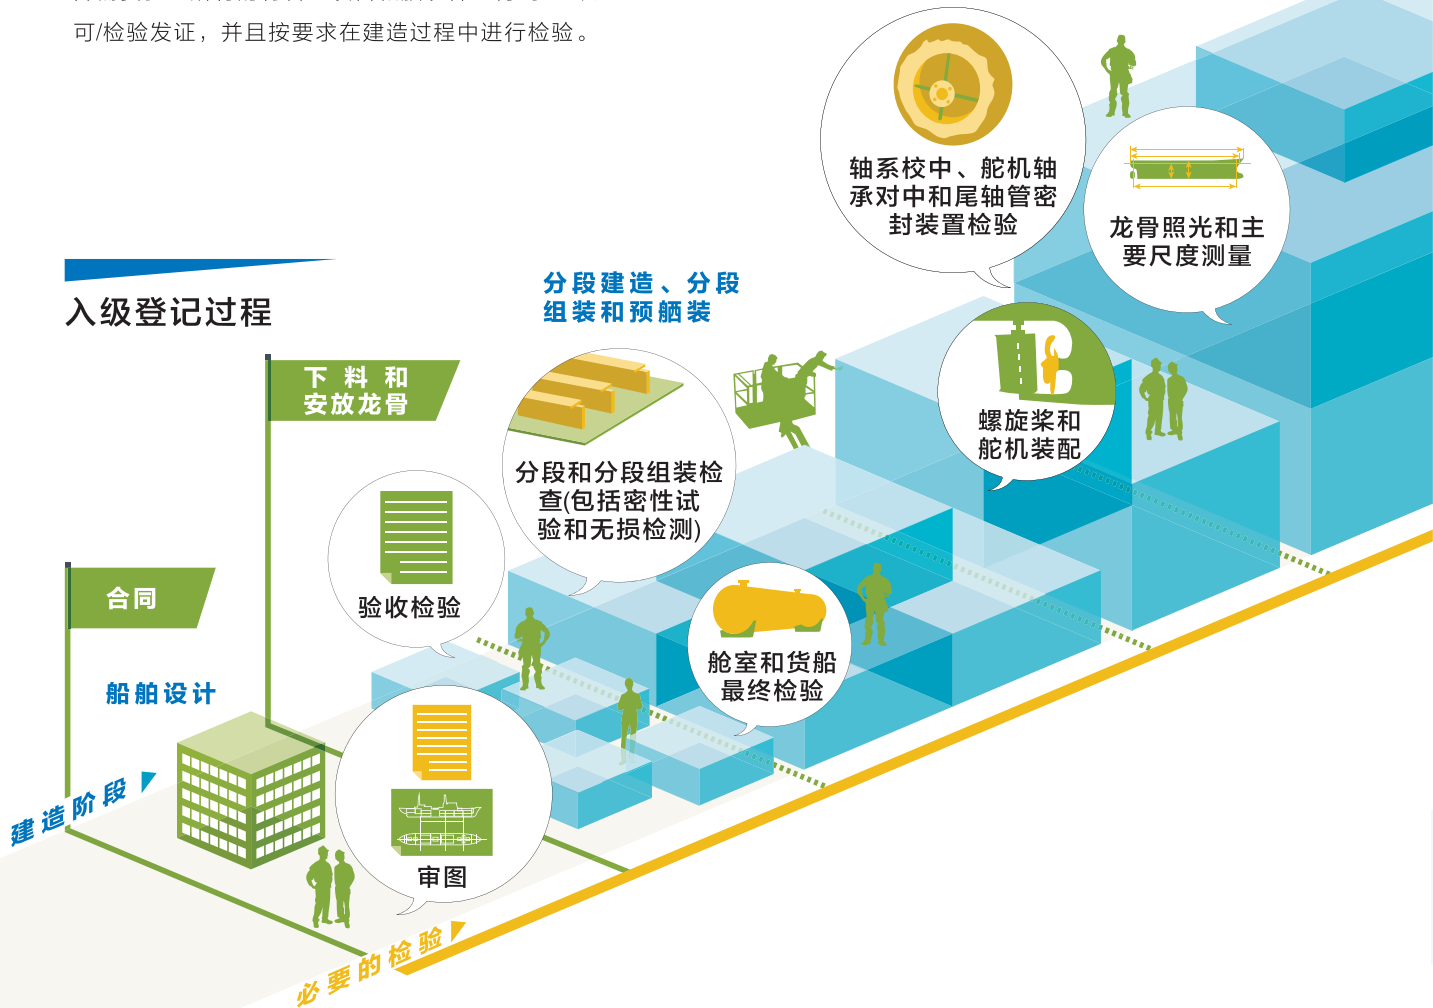 可/检验发证，并且按要求在建造过程中进行检验。
轴系校中、舵机轴
承对中和尾轴管密
封装置检验
龙骨照光和主
要尺度测量
入级登记过程
分段建造、分段
组装和预舾装
下料和
安放龙骨
螺旋桨和
舵机装配
分段和分段组装检
查(包括密性试
验和无损检测)
验收检验
合同
舱室和货船
最终检验
船舶设计
建造阶段
审图
必要的检验